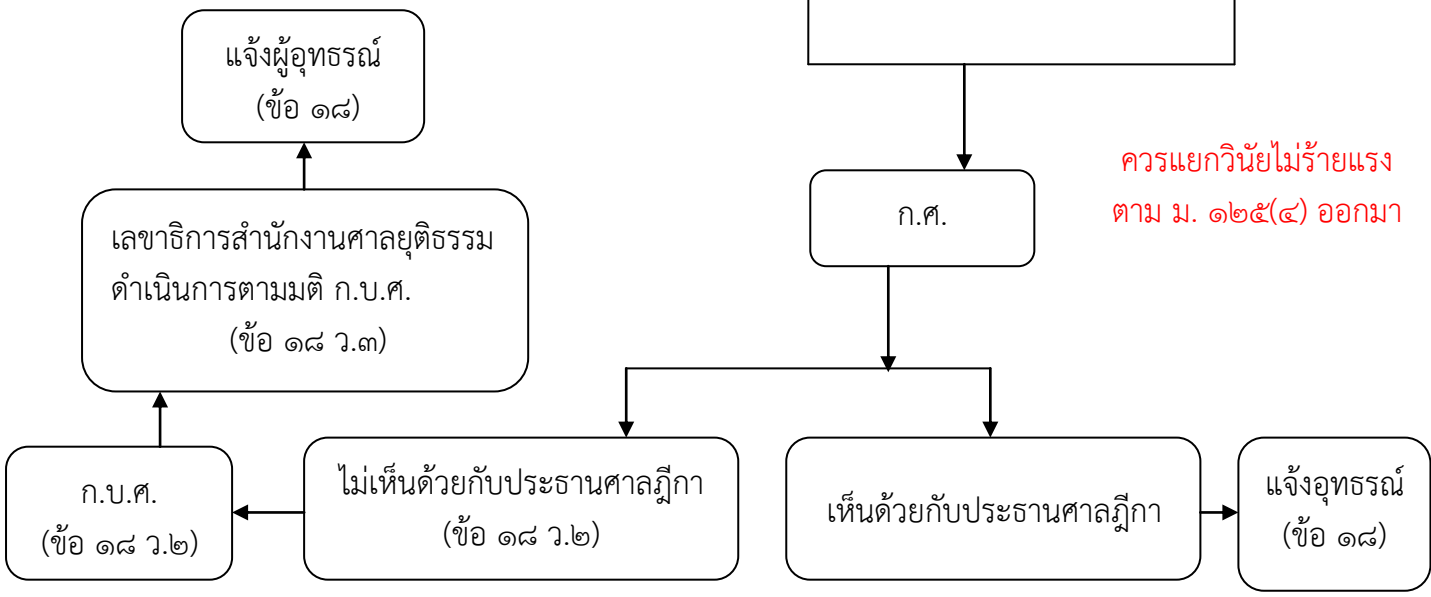 แจ้งผู้อุทธรณ์
(ข้อ ๑๘)
ควรแยกวินัยไม่ร้ายแรง
ตาม ม. ๑๒๕(๔) ออกมา
ก.ศ.
เลขาธิการสำนักงานศาลยุติธรรม
ดำเนินการตามมติ ก.บ.ศ.
(ข้อ ๑๘ ว.๓)
ก.บ.ศ.
(ข้อ ๑๘ ว.๒)
ไม่เห็นด้วยกับประธานศาลฎีกา
(ข้อ ๑๘ ว.๒)
เห็นด้วยกับประธานศาลฎีกา
แจ้งอุทธรณ์
(ข้อ ๑๘)